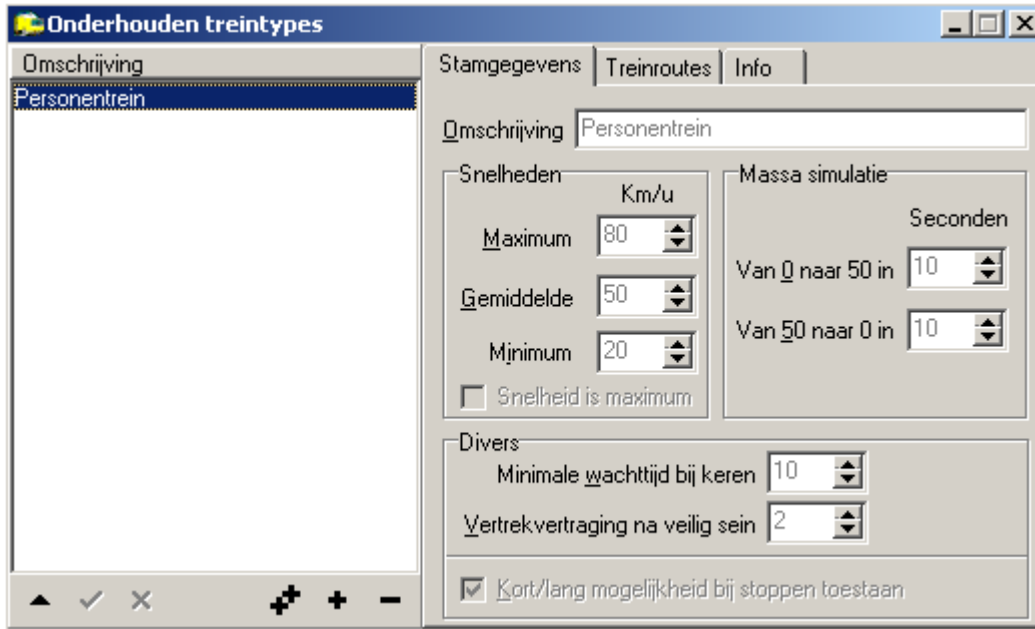 Onderhouden treintypes
Omschrijving
Personentrein
Stamgegevens
Treinroutes
Info
Omschrijving Personentrein
Snelheden
Km/u
Maximum 80
Gemiddelde 50
Minimum 20
Snelheid is maximum
Massa simulatie
Seconden
Van 0 naar 50 in 10
Van 50 naar 0 in 10
Divers
Minimale wachttijd bij keren 10
Vertrekvertraging na veilig sein 2
Kort/lang mogelijkheid bij stoppen toestaan